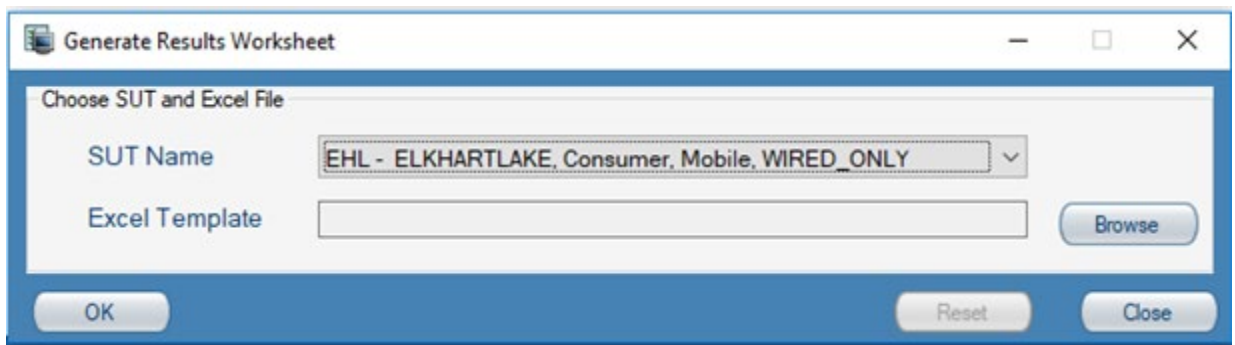 Generate Results Worksheet
Choose SUT and Excel File
SUT Name
EHL - ELKHARTLAKE, Consumer, Mobile, WIRED_ONLY
Excel Template
Browse
OK
Reset
Close